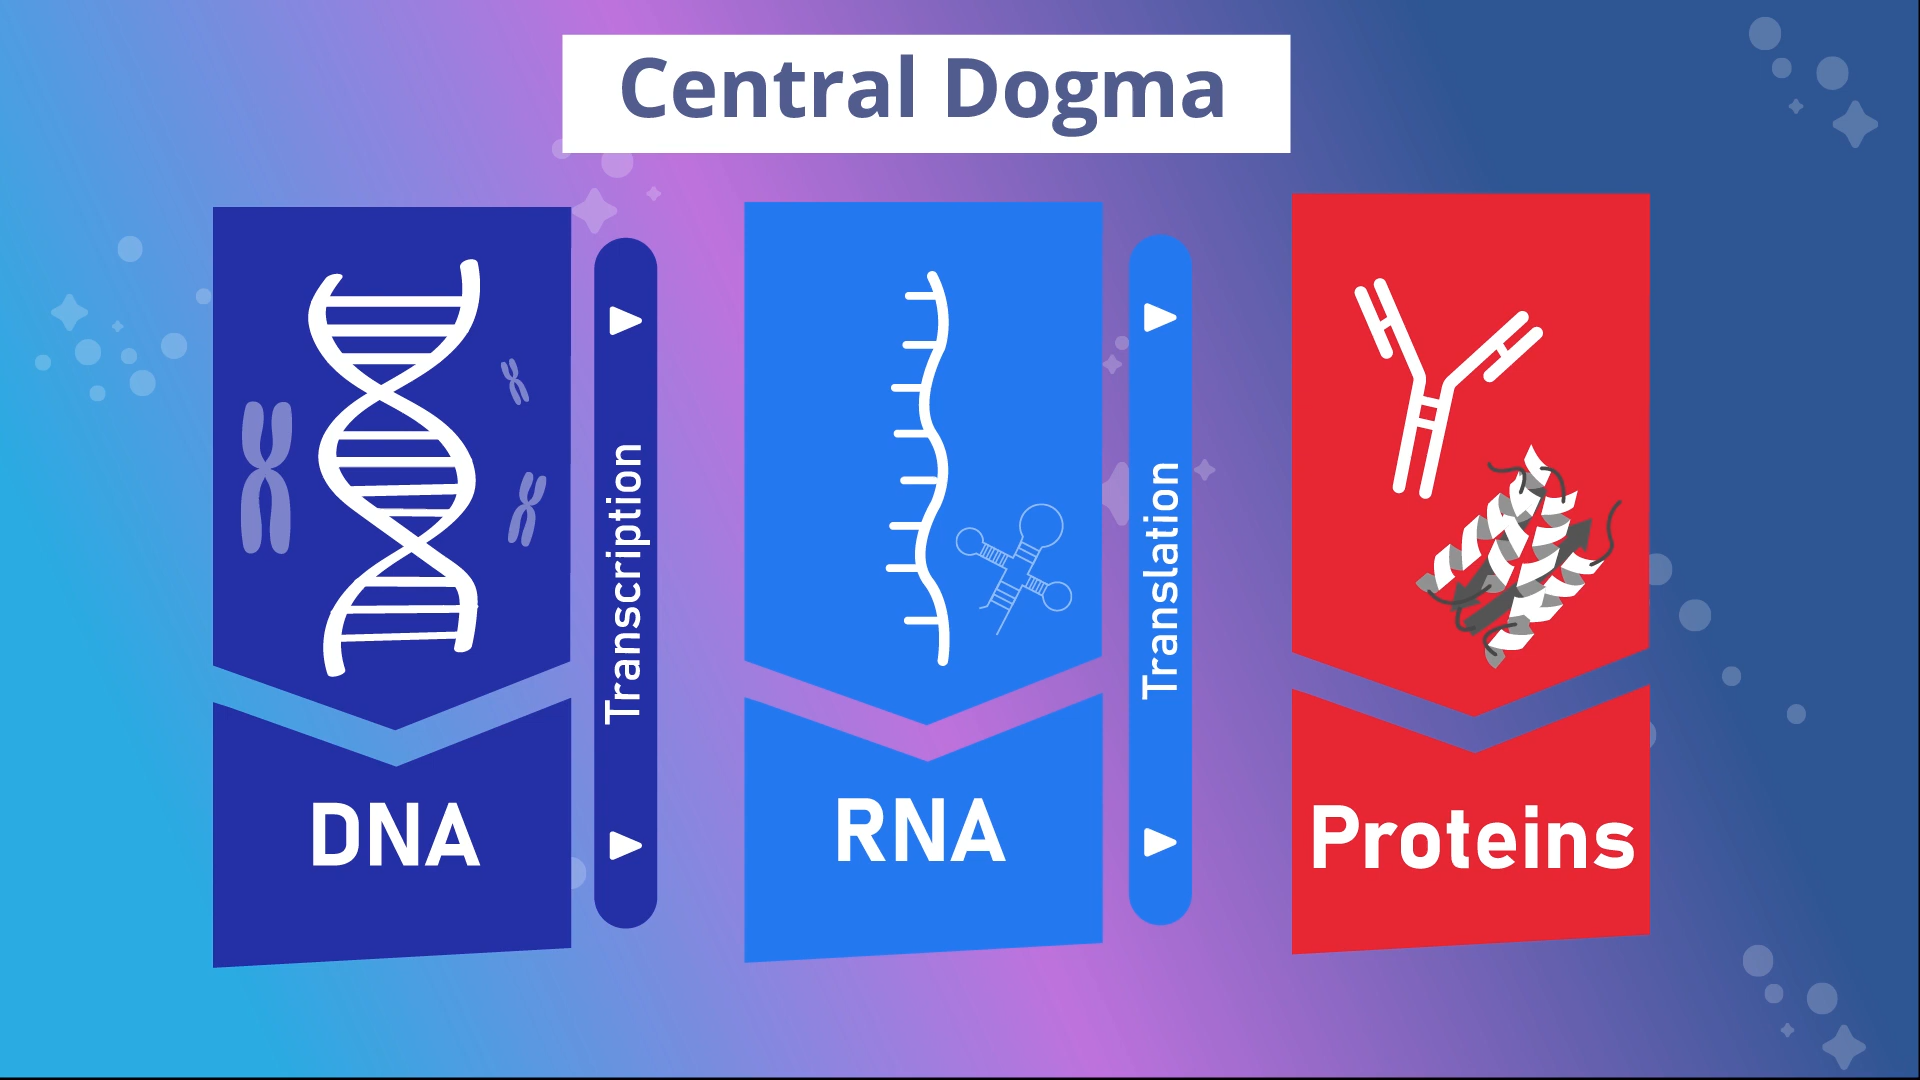 Central Dogma
DNA
Transcription
RNA
Translation
Proteins